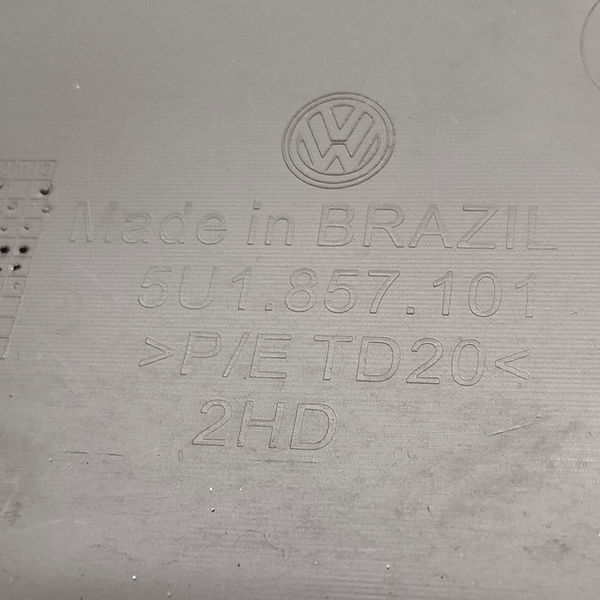 Made in BRAZIL
5U1.857.101
>P/E TD20<
2HD